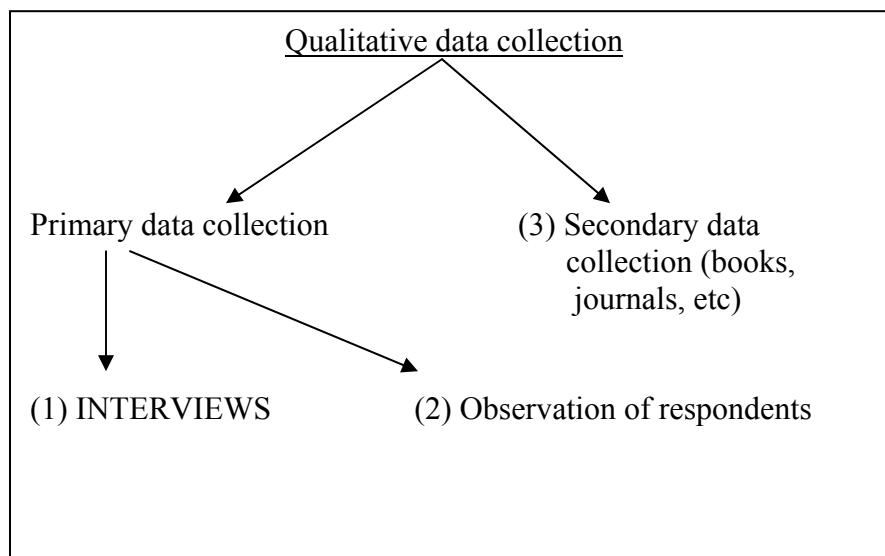 Qualitative data collection
Primary data collection
(3) Secondary data
collection (books,
journals, etc)
(1) INTERVIEWS
(2) Observation of respondents